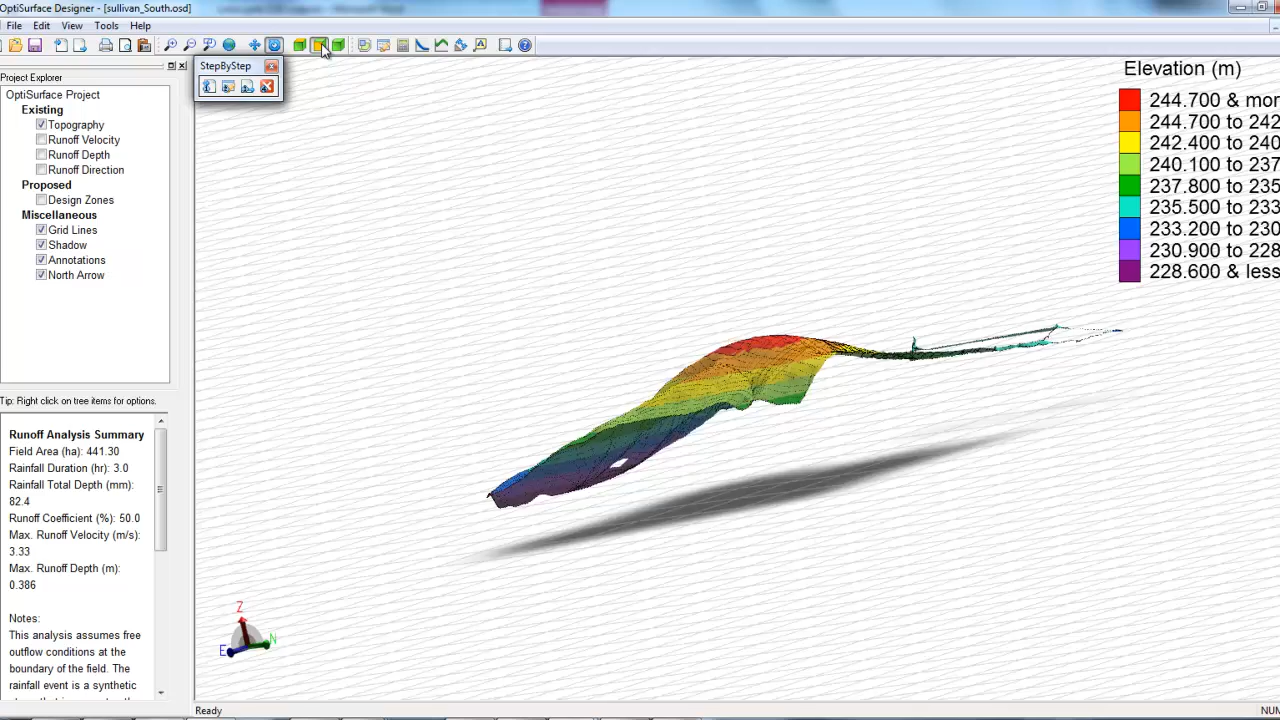 OptiSurface Designer - [sullivan_South.osd]
File Edit View Tools Help
StepByStep
Project Explorer
OptiSurface Project
Existing
Topography
Runoff Velocity
Runoff Depth
Runoff Direction
Proposed
Design Zones
Miscellaneous
Grid Lines
Shadow
Annotations
North Arrow
Tip: Right click on tree items for options.
Runoff Analysis Summary
Field Area (ha): 441.30
Rainfall Duration (hr): 3.0
Rainfall Total Depth (mm):
82.4
Runoff Coefficient (%): 50.0
Max. Runoff Velocity (m/s):
3.33
Max. Runoff Depth (m):
0.386
Notes:
This analysis assumes free
outflow conditions at the
boundary of the field. The
rainfall event is a synthetic
Elevation (m)
244.700 & mor
244.700 to 242
242.400 to 240
240.100 to 237
237.800 to 235
235.500 to 233
233.200 to 230
230.900 to 228
228.600 & less
Z
E
N
Ready
NUM